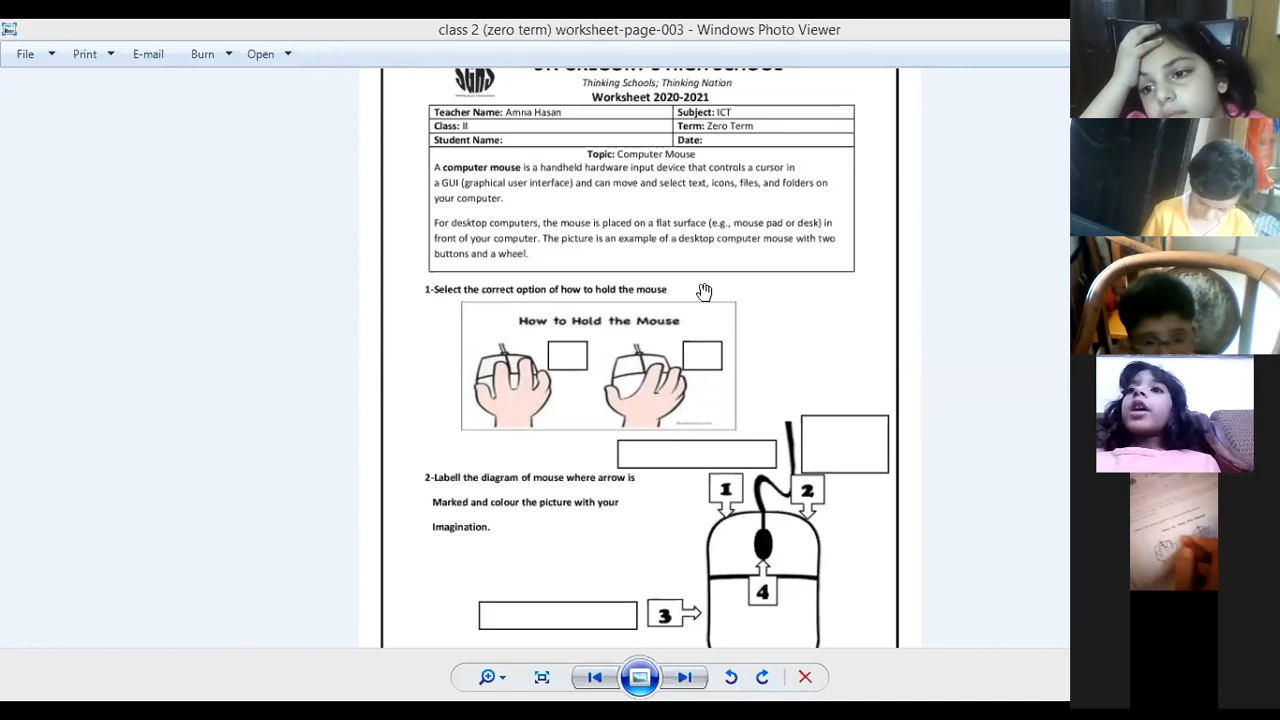 class 2 (zero term) worksheet-page-003 - Windows Photo Viewer
File Print E-mail Burn Open
SGHS
Thinking Schools; Thinking Nation
Worksheet 2020-2021
Teacher Name: Amna Hasan Subject: ICT
Class: II Term: Zero Term
Student Name: Date:
Topic: Computer Mouse
A computer mouse is a handheld hardware input device that controls a cursor in
a GUI (graphical user interface) and can move and select text, icons, files, and folders on
your computer.
For desktop computers, the mouse is placed on a flat surface (e.g., mouse pad or desk) in
front of your computer. The picture is an example of a desktop computer mouse with two
buttons and a wheel.
1-Select the correct option of how to hold the mouse
How to Hold the Mouse
2-Labell the diagram of mouse where arrow is
Marked and colour the picture with your
Imagination.
1 2
4
3